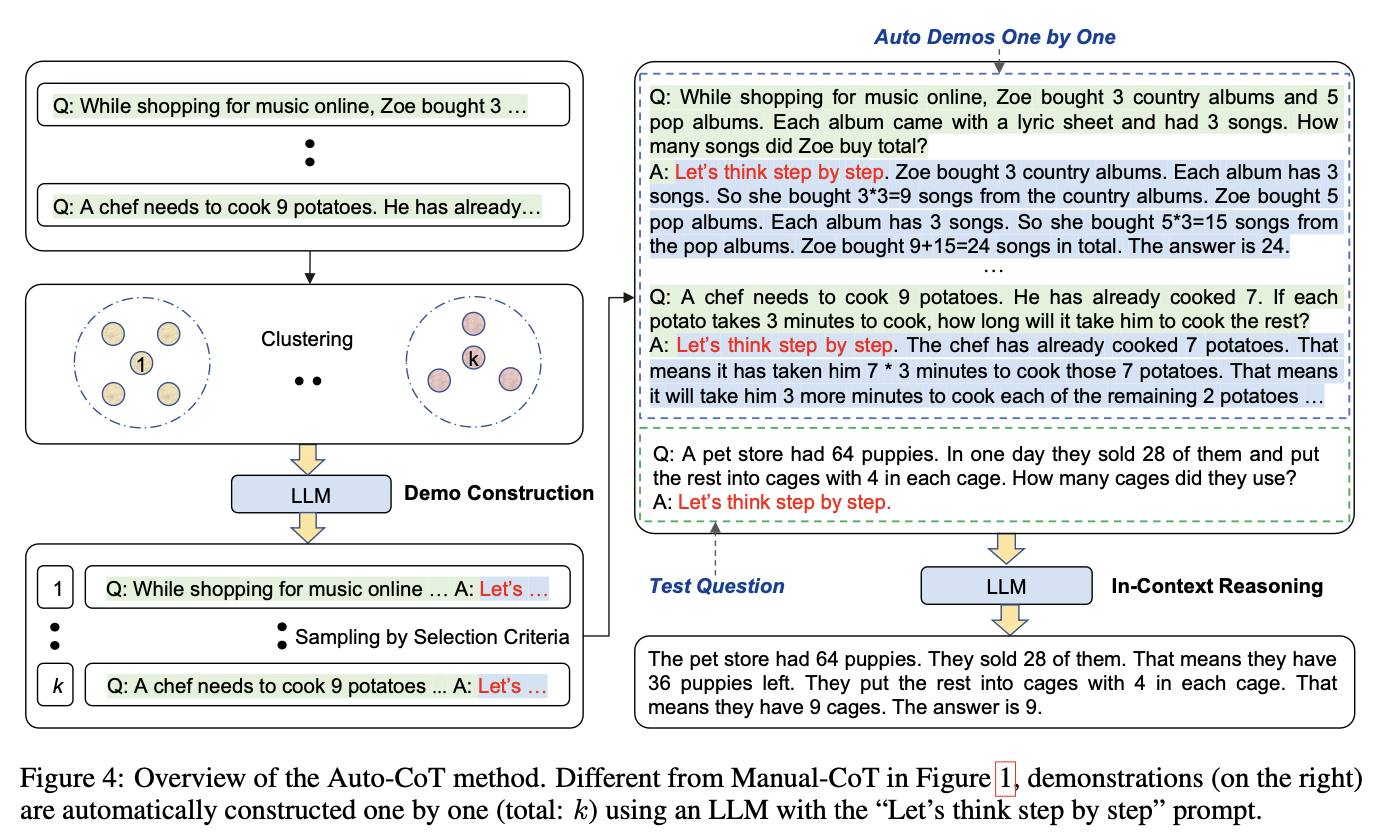 Q: While shopping for music online, Zoe bought 3 …
Q: A chef needs to cook 9 potatoes. He has already…
1
Clustering
k
LLM
Demo Construction
1
Q: While shopping for music online … A: Let's …
Sampling by Selection Criteria
k
Q: A chef needs to cook 9 potatoes ... A: Let's …
Auto Demos One by One
Q: While shopping for music online, Zoe bought 3 country albums and 5
pop albums. Each album came with a lyric sheet and had 3 songs. How
many songs did Zoe buy total?
A: Let's think step by step. Zoe bought 3 country albums. Each album has 3
songs. So she bought 3*3=9 songs from the country albums. Zoe bought 5
pop albums. Each album has 3 songs. So she bought 5*3=15 songs from
the pop albums. Zoe bought 9+15=24 songs in total. The answer is 24.
…
Q: A chef needs to cook 9 potatoes. He has already cooked 7. If each
potato takes 3 minutes to cook, how long will it take him to cook the rest?
A: Let's think step by step. The chef has already cooked 7 potatoes. That
means it has taken him 7 * 3 minutes to cook those 7 potatoes. That means
it will take him 3 more minutes to cook each of the remaining 2 potatoes …
Q: A pet store had 64 puppies. In one day they sold 28 of them and put
the rest into cages with 4 in each cage. How many cages did they use?
A: Let's think step by step.
Test Question
LLM
In-Context Reasoning
The pet store had 64 puppies. They sold 28 of them. That means they have
36 puppies left. They put the rest into cages with 4 in each cage. That
means they have 9 cages. The answer is 9.
Figure 4: Overview of the Auto-CoT method. Different from Manual-CoT in Figure 1, demonstrations (on the right)
are automatically constructed one by one (total: k) using an LLM with the “Let's think step by step” prompt.